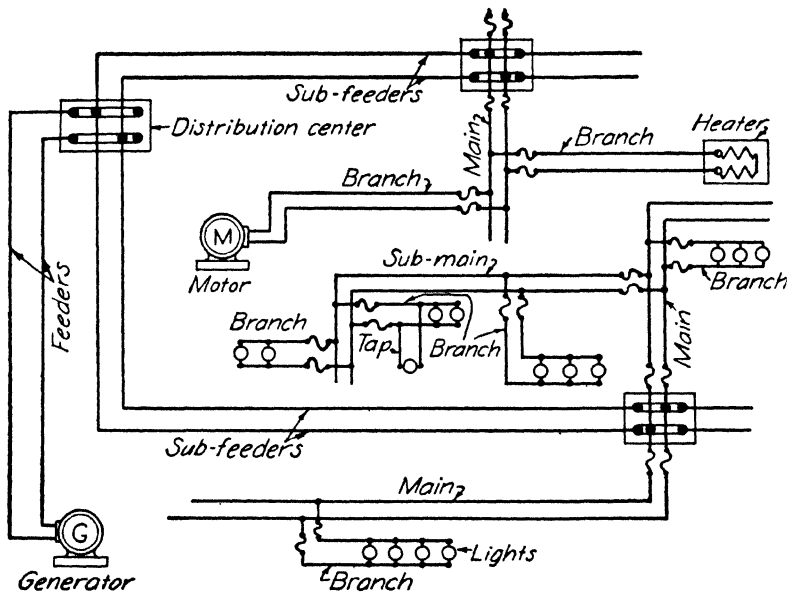 Sub-feeders
Distribution center
Main
Branch
Heater
Branch
M
Motor
Feeders
Sub-main
Branch
Branch
Tap
Branch
Main
Sub-feeders
Main
G
Generator
Lights
Branch